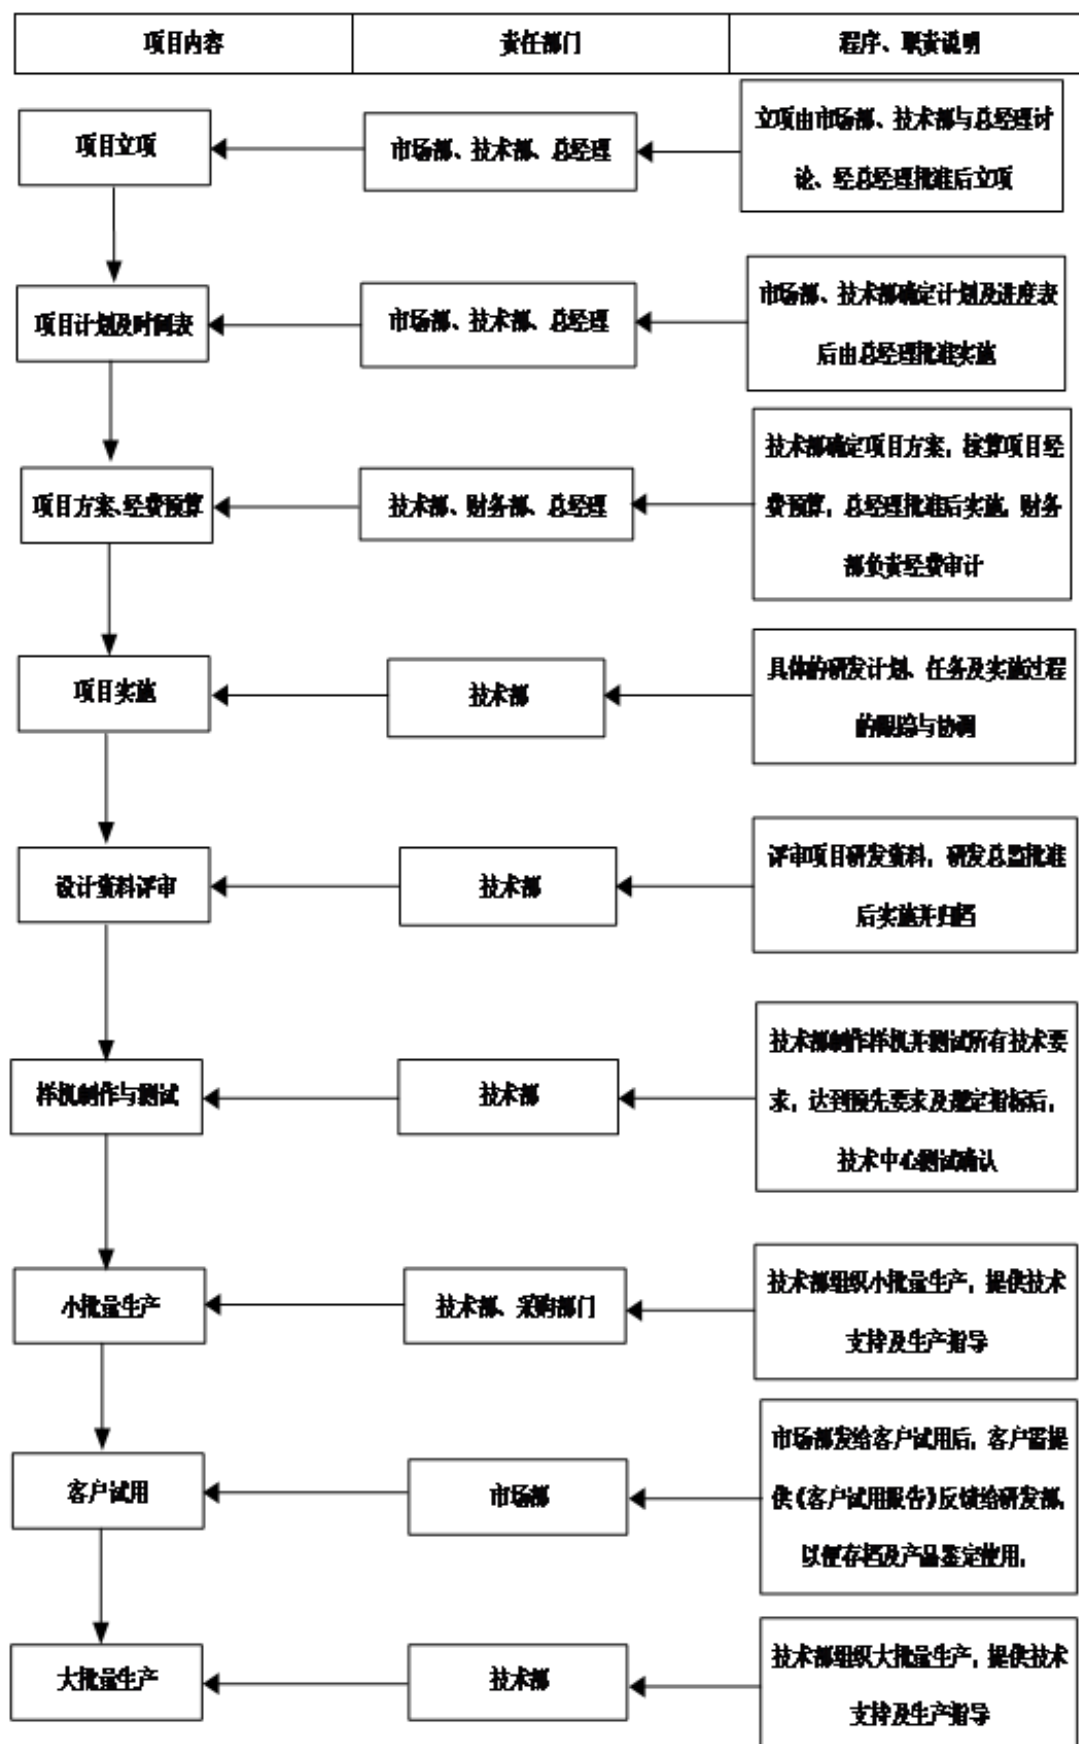 项目内容
责任部门
程序、职责说明
项目立项
市场部、技术部、总经理
立项由市场部、技术部与总经理讨
论、经总经理批准后立项
项目计划及时间表
市场部、技术部、总经理
市场部、技术部确定计划及进度表
后由总经理批准实施
项目方案、经费预算
技术部、财务部、总经理
技术部确定项目方案，核算项目经
费预算，总经理批准后实施，财务
部负责经费审计
项目实施
技术部
具体的研发计划、任务及实施过程
的跟踪与协调
设计资料评审
技术部
评审项目研发资料，研发总监批准
后实施并归档
样机制作与测试
技术部
技术部制作样机并测试所有技术要
求，达到预先要求及规定指标后，
技术中心测试确认
小批量生产
技术部、采购部门
技术部组织小批量生产，提供技术
支持及生产指导
客户试用
市场部
市场部发给客户试用后，客户需提
供《客户试用报告》反馈给研发部，
以便存档及产品鉴定使用。
大批量生产
技术部
技术部组织大批量生产，提供技术
支持及生产指导